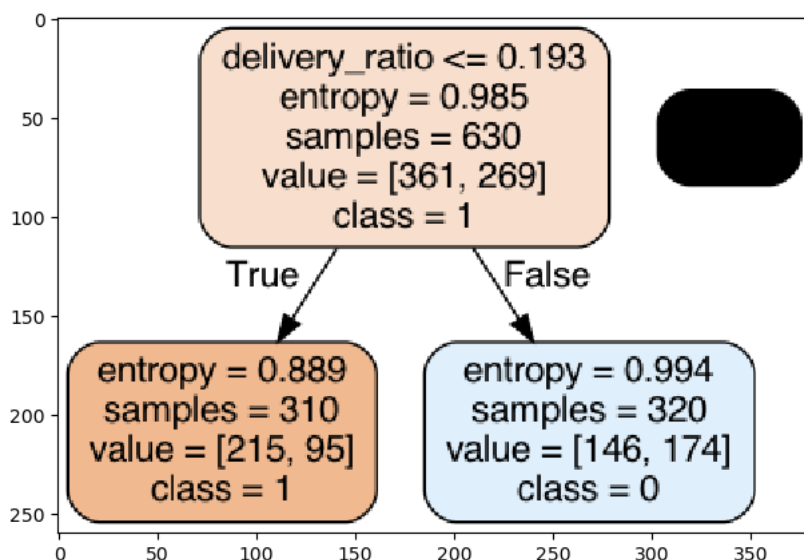 0
50
100
150
200
250
delivery_ratio <= 0.193
entropy = 0.985
samples = 630
value = [361, 269]
class = 1
True
False
entropy = 0.889
samples = 310
value = [215, 95]
class = 1
entropy = 0.994
samples = 320
value = [146, 174]
class = 0
0
50
100
150
200
250
300
350